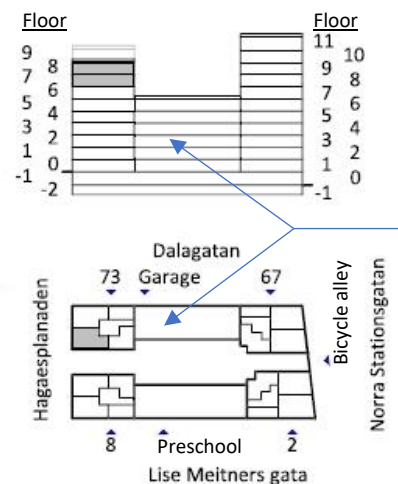 Floor Floor
9 11
8 10
7 9
6 8
5 7
4 6
3 5
2 4
1 3
0 2
-1 1
-2 0
-1
Dalagatan
73 Garage 67
Hagaesplanaden
Bicycle alley
Norra Stationsgatan
8 Preschool 2
Lise Meitners gata